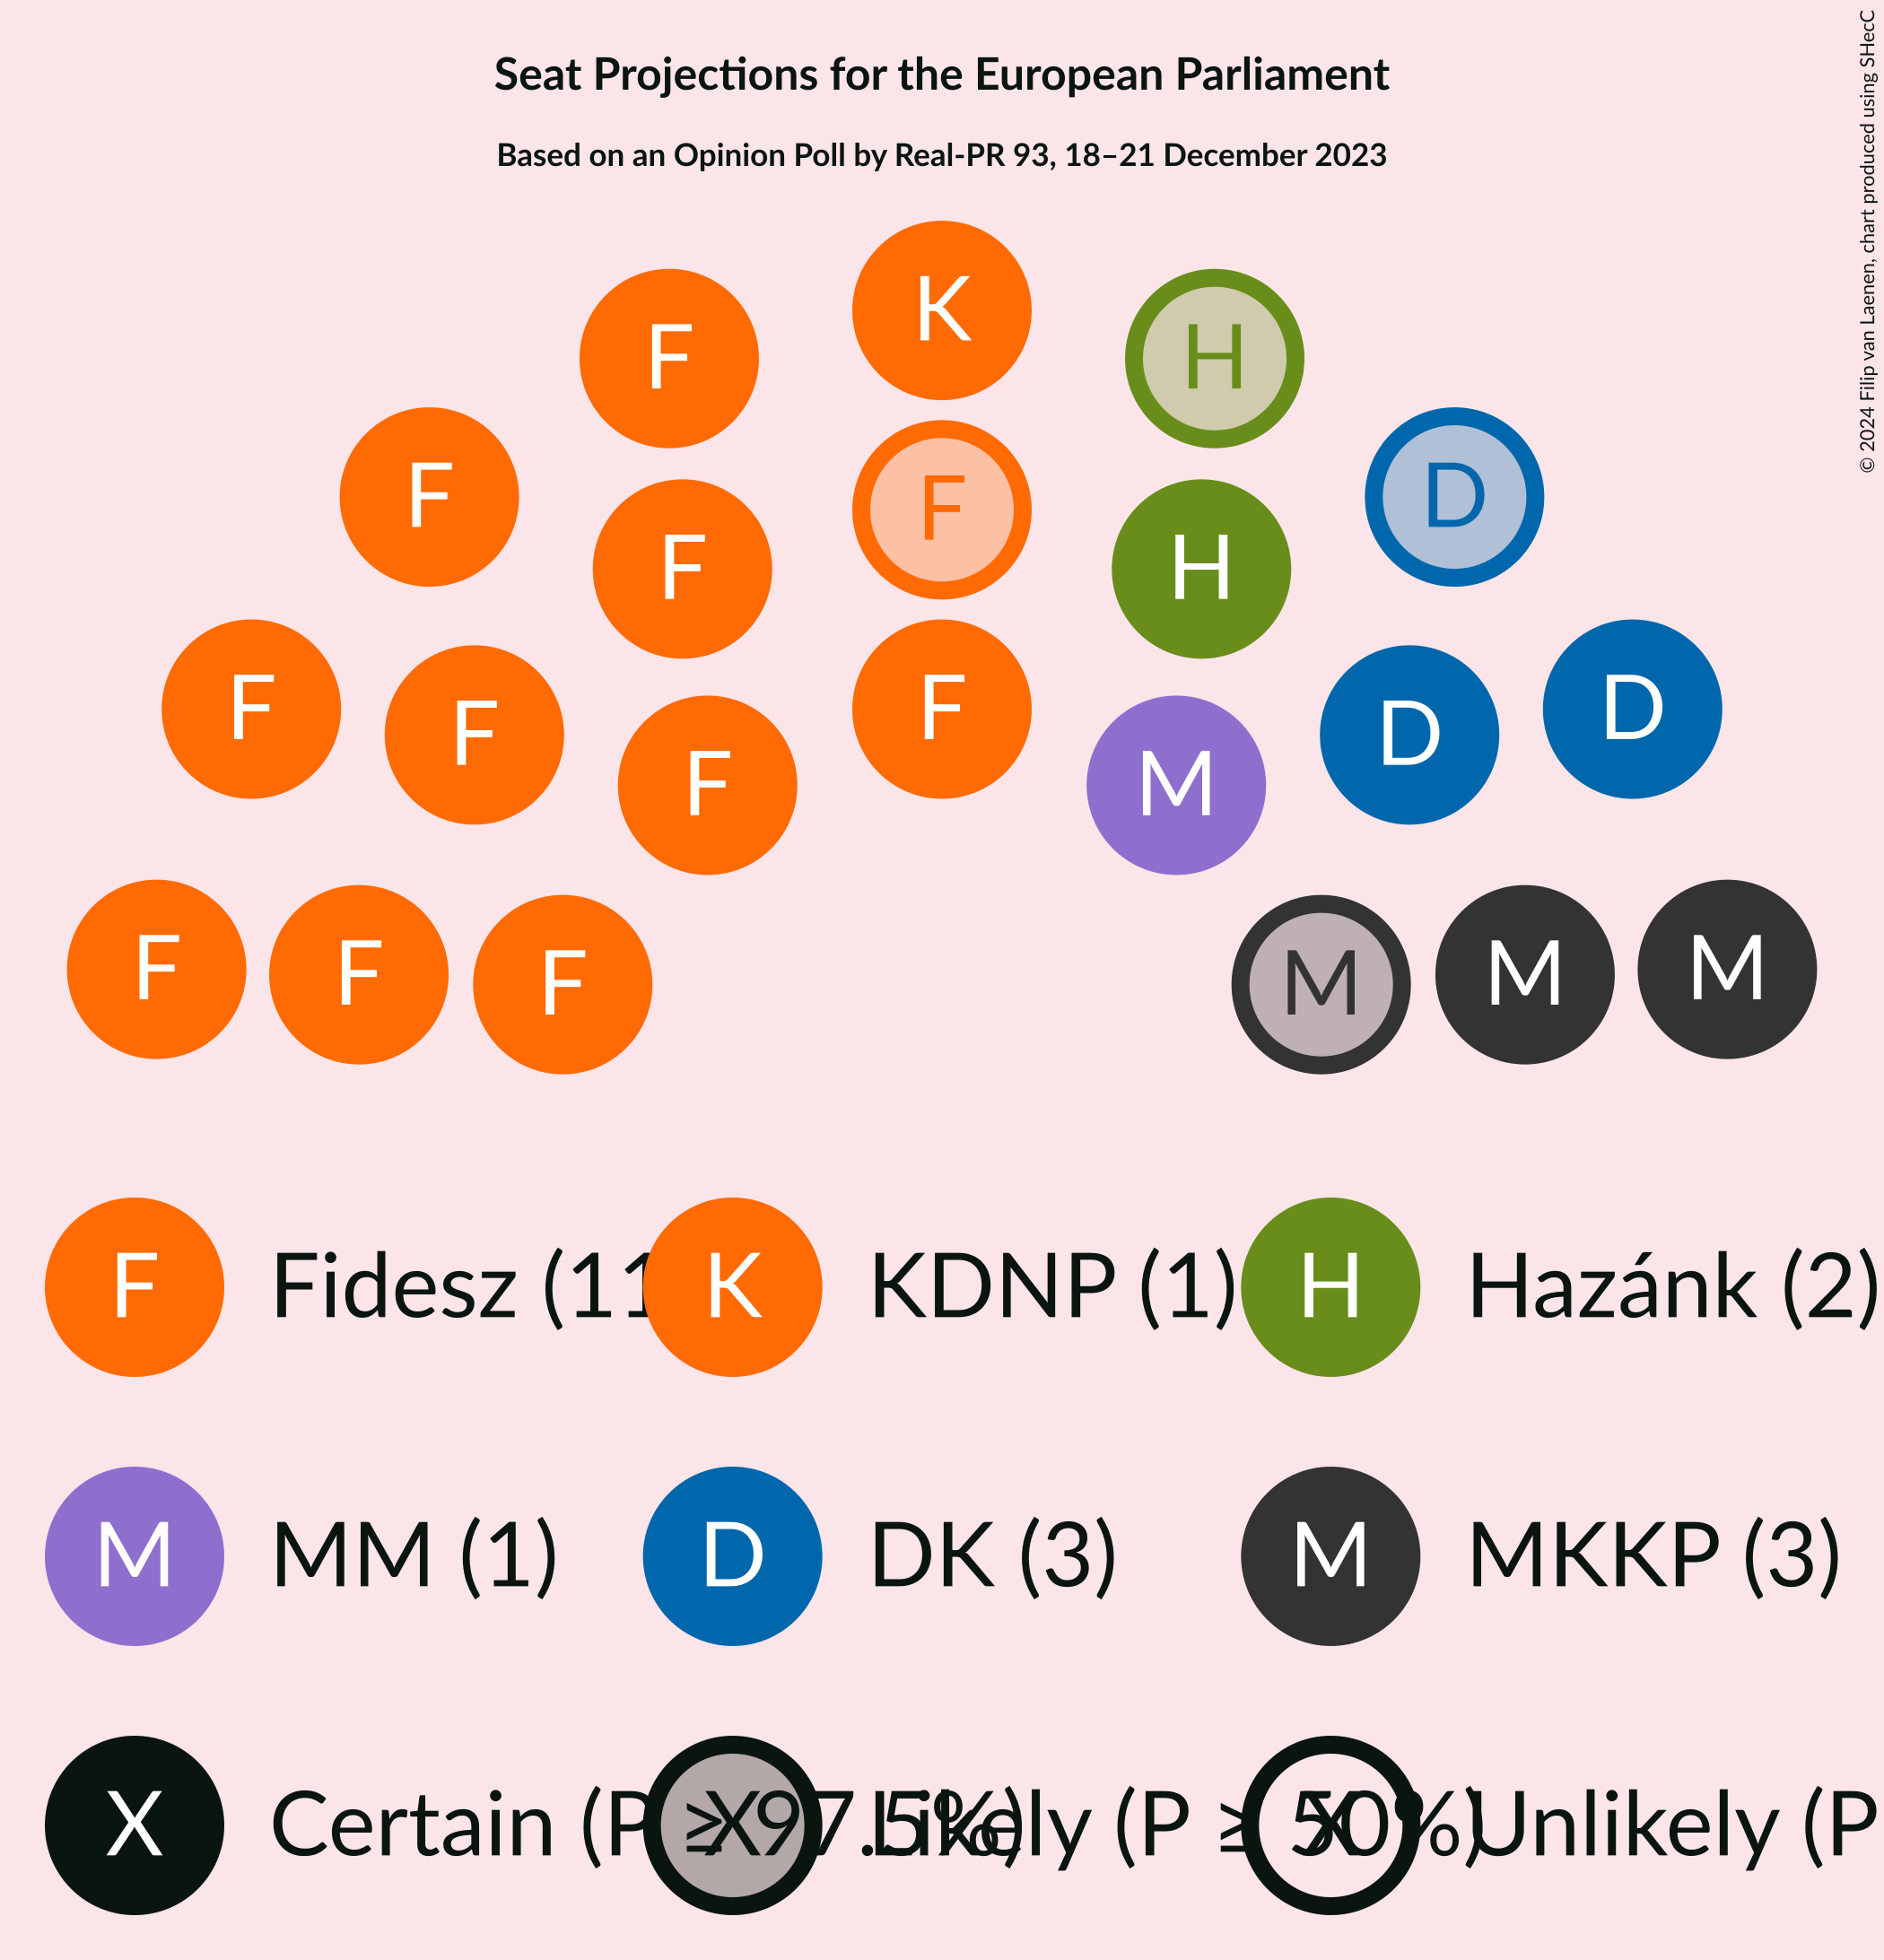 Seat Projections for the European Parliament
Based on an Opinion Poll by Real-PR 93, 18–21 December 2023
© 2024 Filip van Laenen, chart produced using SHecC
K
F H
F D
F
F H
F F D
F D
F M
F F F M M M
F Fidesz (11 K KDNP (1) H Hazánk (2)
M MM (1) D DK (3) M MKKP (3)
X Certain (P ≥ 97.5%) X Likely (P ≥ 50%) X Unlikely (P